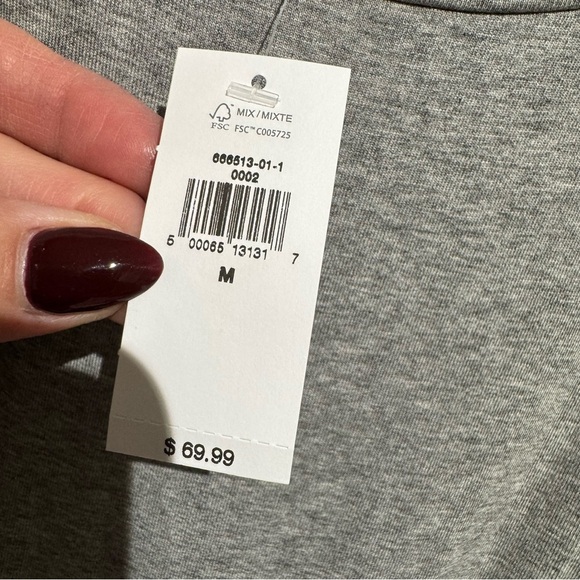 MIX/MIXTE
FSC FSC™ C005725
666513-01-1
0002
5 00065 13131 7
M
$ 69.99